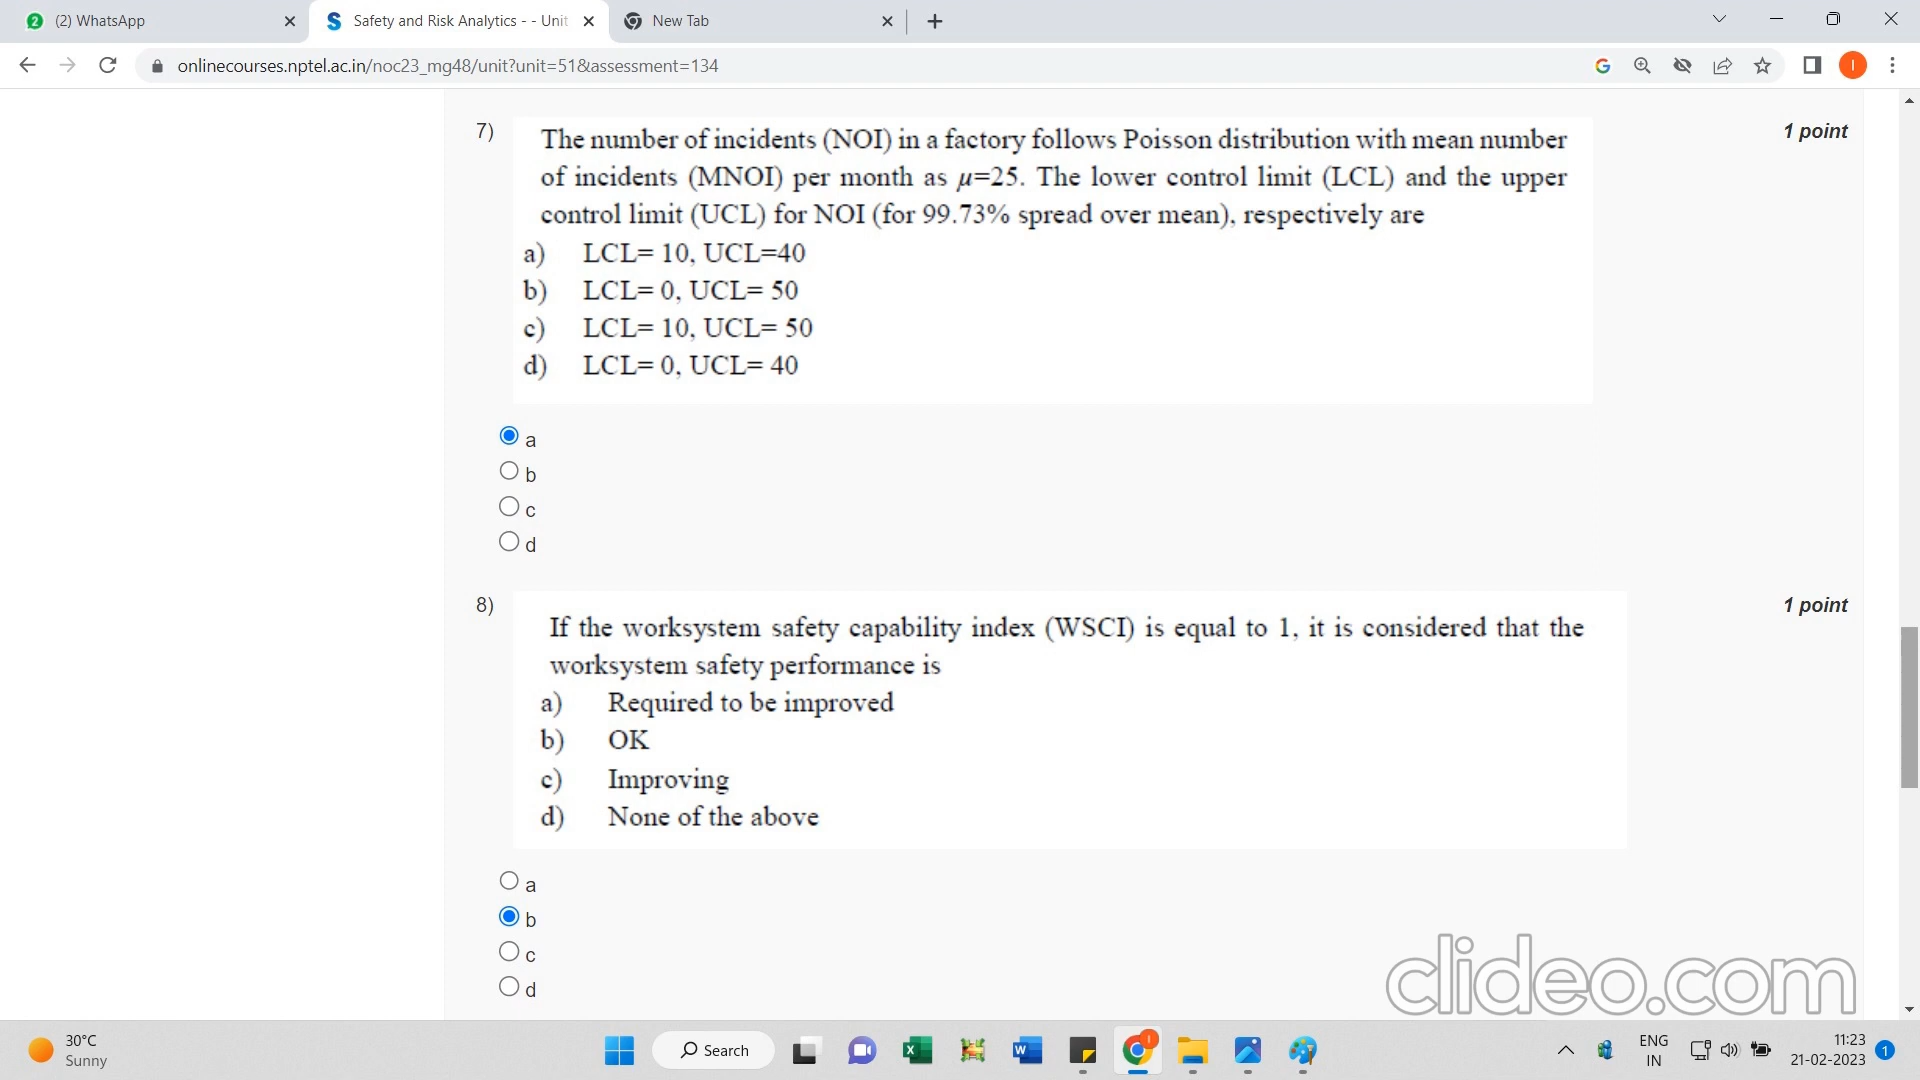 2 (2) WhatsApp
Safety and Risk Analytics - - Unit
New Tab
onlinecourses.nptel.ac.in/noc23_mg48/unit?unit=51&assessment=134
I
7)
1 point
The number of incidents (NOI) in a factory follows Poisson distribution with mean number
of incidents (MNOI) per month as μ=25. The lower control limit (LCL) and the upper
control limit (UCL) for NOI (for 99.73% spread over mean), respectively are
a) LCL= 10, UCL=40
b) LCL= 0, UCL= 50
c) LCL= 10, UCL= 50
d) LCL= 0, UCL= 40
a
b
c
d
8)
1 point
If the worksystem safety capability index (WSCI) is equal to 1, it is considered that the
worksystem safety performance is
a) Required to be improved
b) OK
c) Improving
d) None of the above
a
b
c
d
clideo.com
30°C
Sunny
Search
ENG
IN
11:23
21-02-2023
1